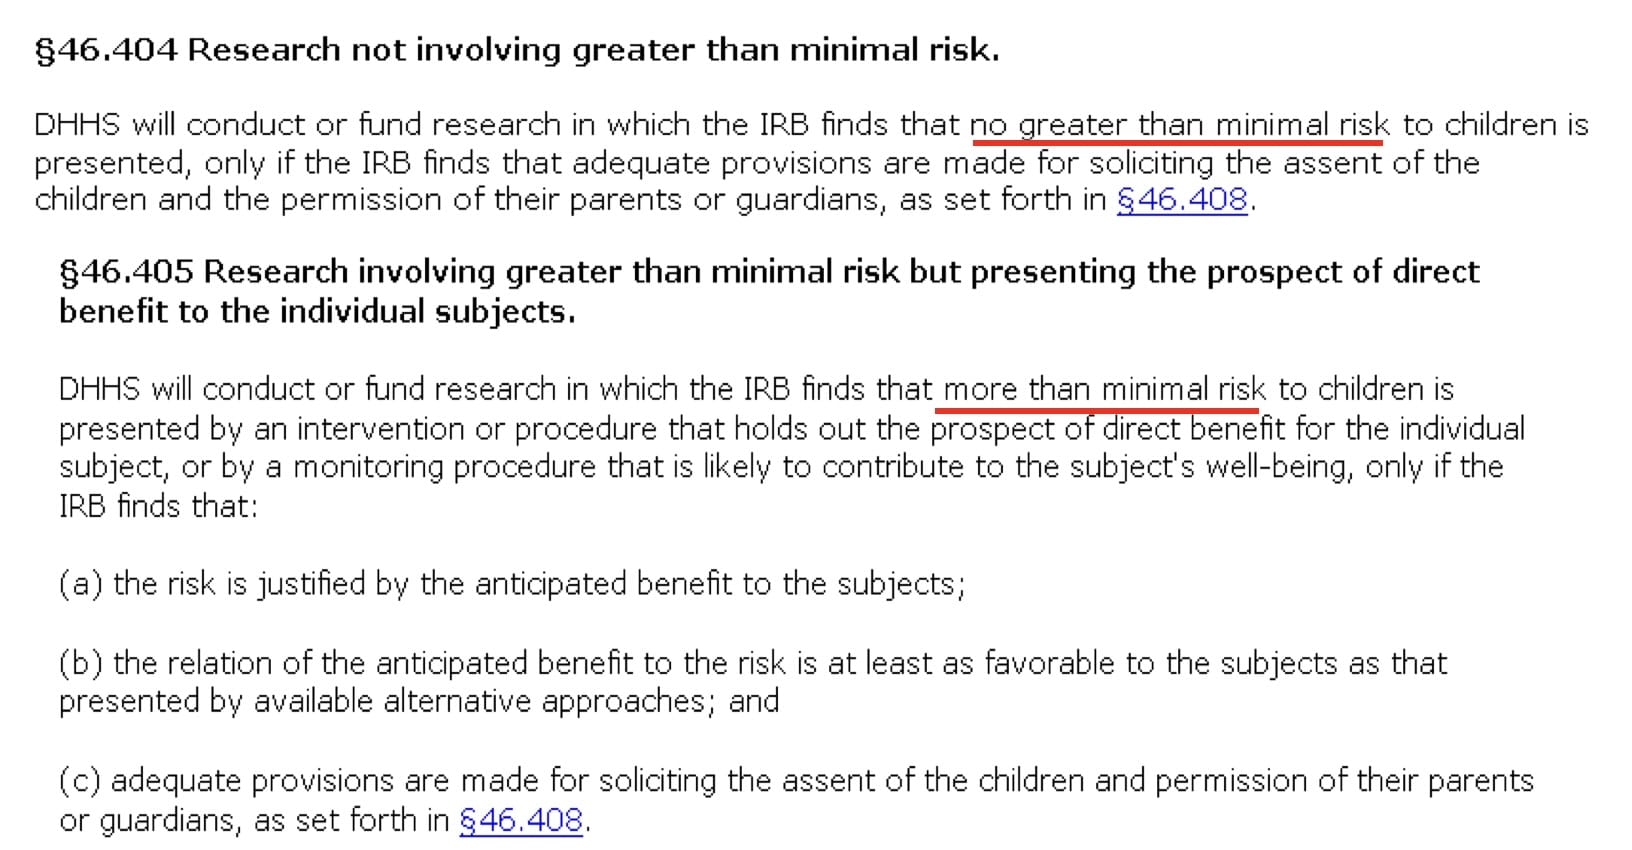 §46.404 Research not involving greater than minimal risk.
DHHS will conduct or fund research in which the IRB finds that no greater than minimal risk to children is
presented, only if the IRB finds that adequate provisions are made for soliciting the assent of the
children and the permission of their parents or guardians, as set forth in §46.408.
§46.405 Research involving greater than minimal risk but presenting the prospect of direct
benefit to the individual subjects.
DHHS will conduct or fund research in which the IRB finds that more than minimal risk to children is
presented by an intervention or procedure that holds out the prospect of direct benefit for the individual
subject, or by a monitoring procedure that is likely to contribute to the subject's well-being, only if the
IRB finds that:
(a) the risk is justified by the anticipated benefit to the subjects;
(b) the relation of the anticipated benefit to the risk is at least as favorable to the subjects as that
presented by available alternative approaches; and
(c) adequate provisions are made for soliciting the assent of the children and permission of their parents
or guardians, as set forth in §46.408.